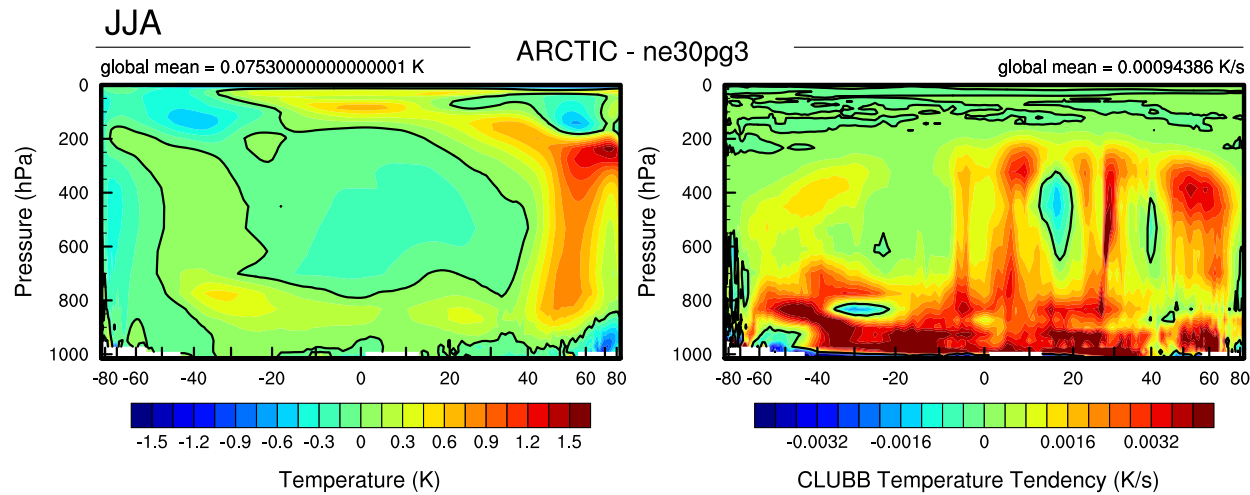 JJA
ARCTIC - ne30pg3
global mean = 0.07530000000000001 K
global mean = 0.00094386 K/s
Pressure (hPa)
0
200
400
600
800
1000
-80 -60 -40 -20 0 20 40 60 80
-1.5 -1.2 -0.9 -0.6 -0.3 0 0.3 0.6 0.9 1.2 1.5
Temperature (K)
Pressure (hPa)
0
200
400
600
800
1000
-80 -60 -40 -20 0 20 40 60 80
-0.0032 -0.0016 0 0.0016 0.0032
CLUBB Temperature Tendency (K/s)